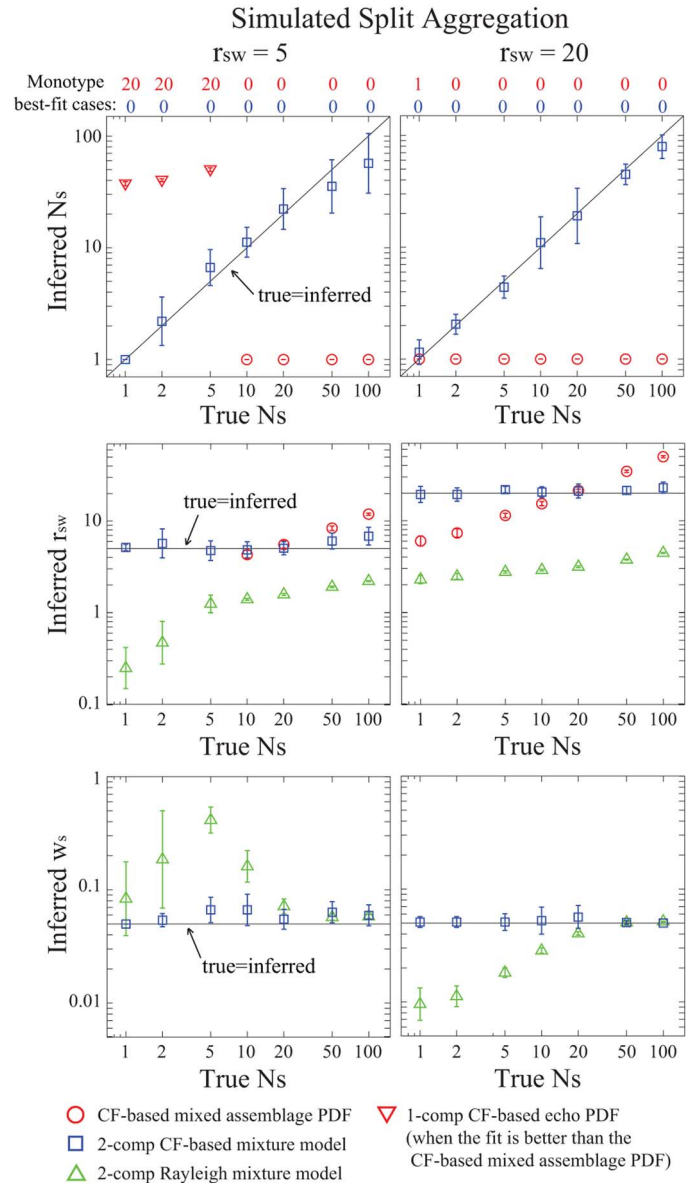 Simulated Split Aggregation
rsw = 5 rsw = 20
Monotype 20 20 20 0 0 0 0 1 0 0 0 0 0 0
best-fit cases: 0 0 0 0 0 0 0 0 0 0 0 0 0 0
Inferred Ns
100
10
1
true=inferred
1 2 5 10 20 50 100 1 2 5 10 20 50 100
True Ns True Ns
Inferred rsw
10
1
0.1
true=inferred
1 2 5 10 20 50 100 1 2 5 10 20 50 100
True Ns True Ns
Inferred ws
1
0.1
0.01
true=inferred
1 2 5 10 20 50 100 1 2 5 10 20 50 100
True Ns True Ns
CF-based mixed assemblage PDF
2-comp CF-based mixture model
2-comp Rayleigh mixture model
1-comp CF-based echo PDF
(when the fit is better than the
CF-based mixed assemblage PDF)